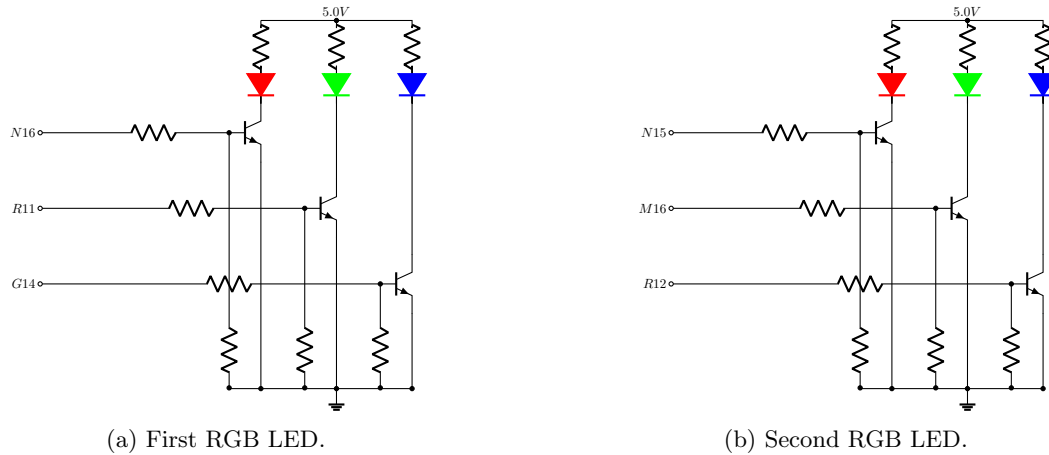 5.0V
N16
R11
G14
(a) First RGB LED.
5.0V
N15
M16
R12
(b) Second RGB LED.